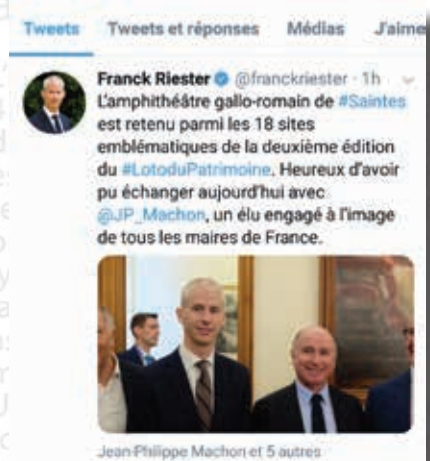 Tweets Tweets et réponses Médias J'aime
Franck Riester @franckriester · 1h
L'amphithéâtre gallo-romain de #Saintes
est retenu parmi les 18 sites
emblématiques de la deuxième édition
du #LotoduPatrimoine. Heureux d'avoir
pu échanger aujourd'hui avec
@JP_Machon, un élu engagé à l'image
de tous les maires de France.
Jean-Philippe Machon et 5 autres